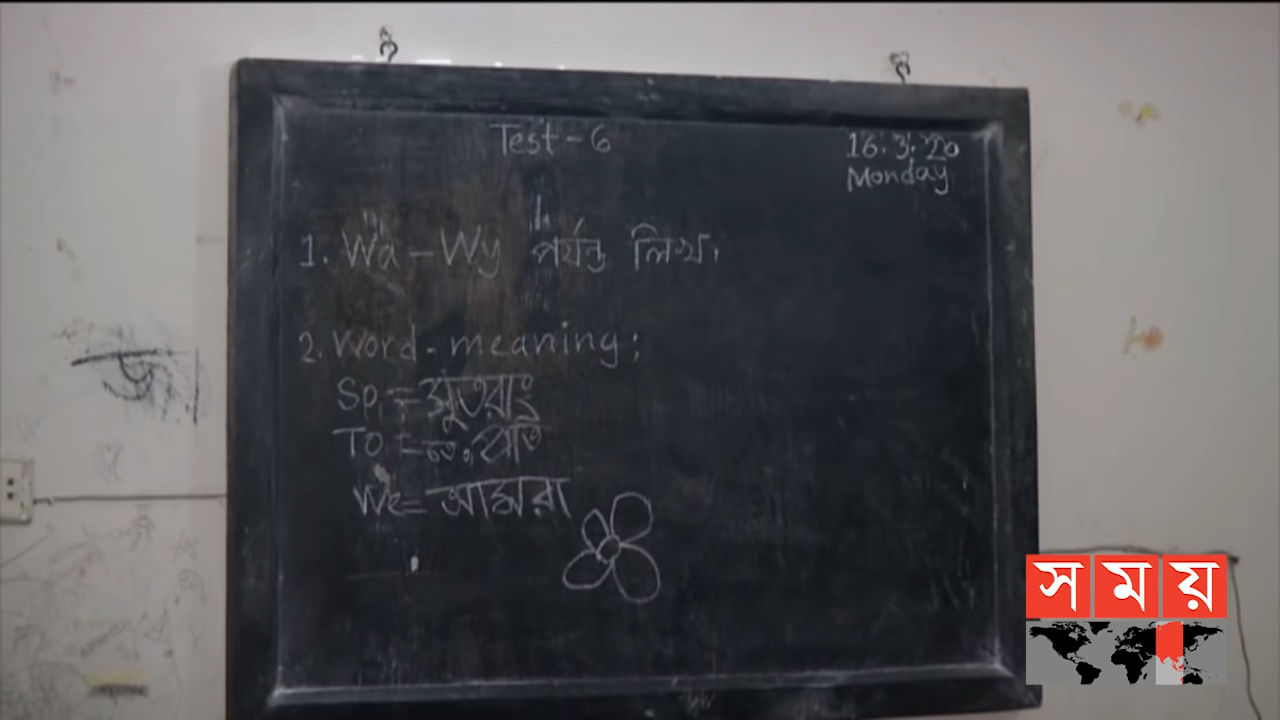 Test - 6
16.3.20
Monday
1. Wa - Wy পর্যন্ত লিখ।
2. Word - meaning;
So = সুতরাং
To = তে, প্রতি
We = আমরা
সময়